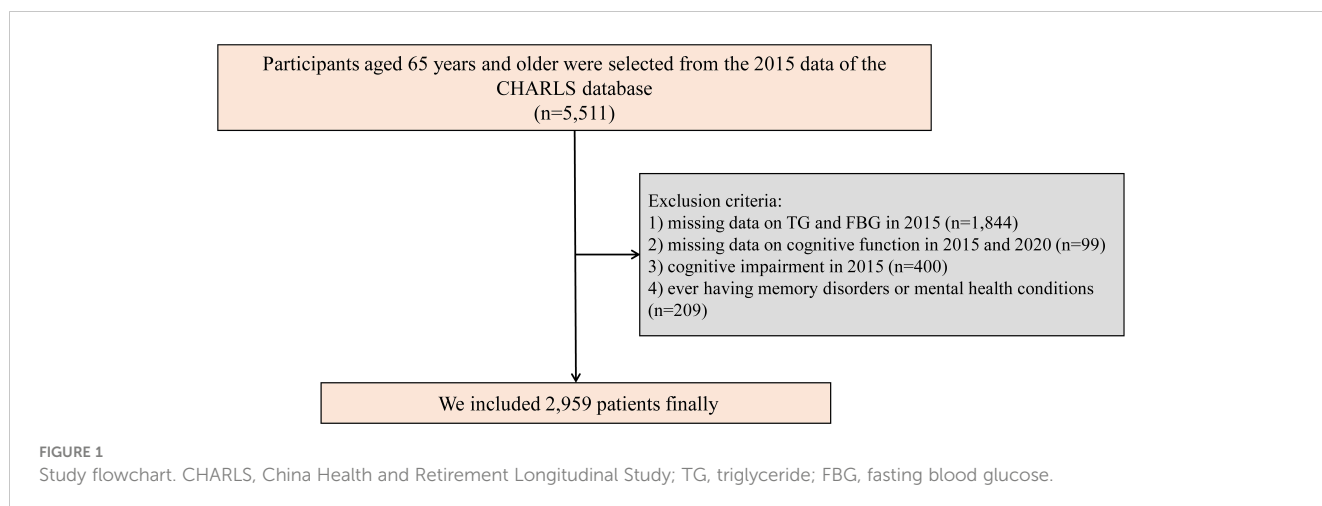 Participants aged 65 years and older were selected from the 2015 data of the
CHARLS database
(n=5,511)
Exclusion criteria:
1) missing data on TG and FBG in 2015 (n=1,844)
2) missing data on cognitive function in 2015 and 2020 (n=99)
3) cognitive impairment in 2015 (n=400)
4) ever having memory disorders or mental health conditions
(n=209)
We included 2,959 patients finally
FIGURE 1
Study flowchart. CHARLS, China Health and Retirement Longitudinal Study; TG, triglyceride; FBG, fasting blood glucose.